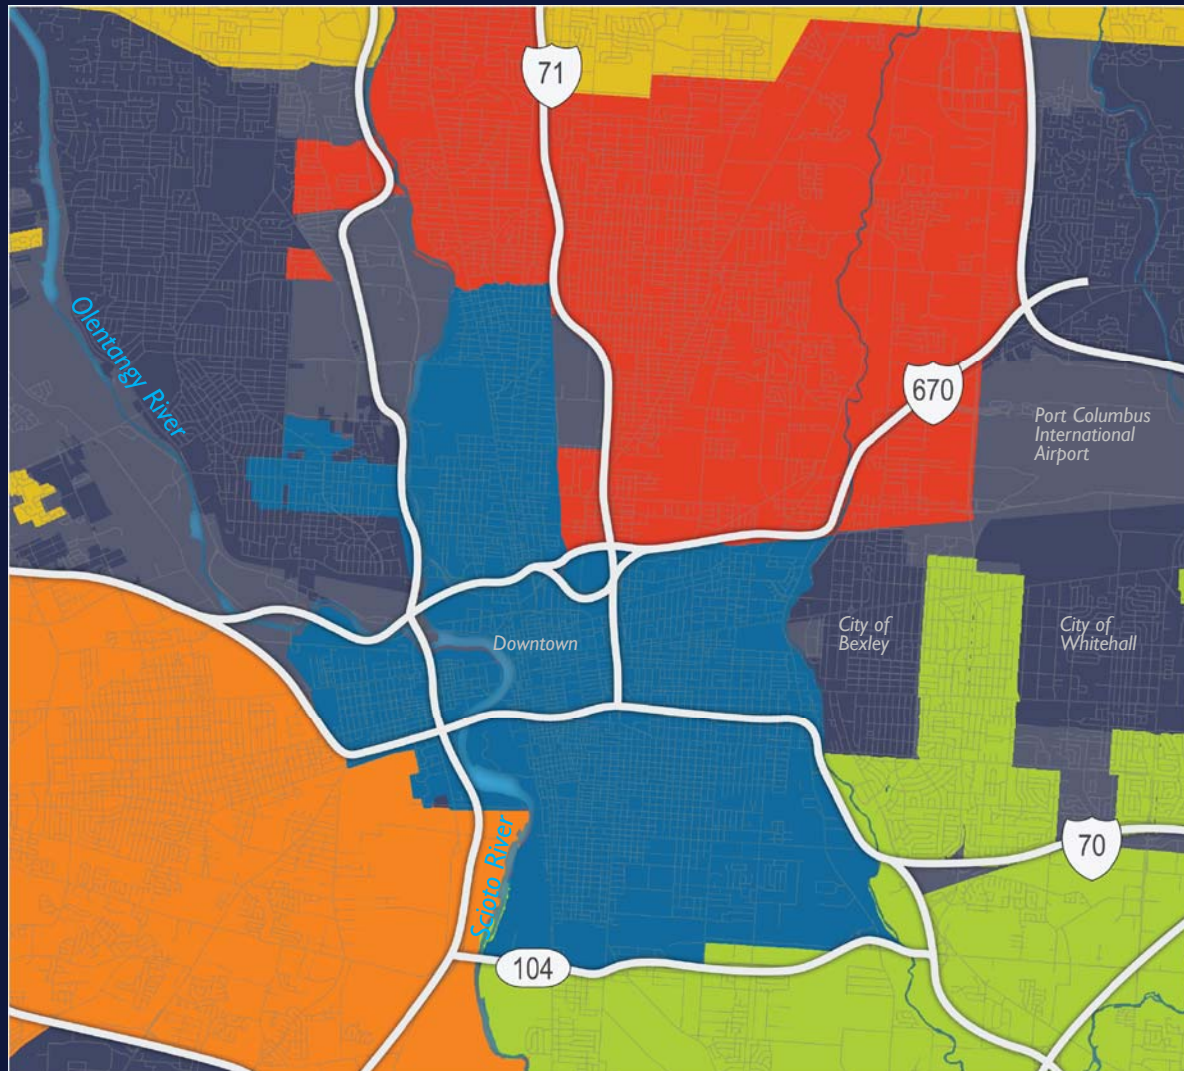 71
Olentangy River
670
Port Columbus
International
Airport
Downtown
City of
Bexley
City of
Whitehall
Scioto River
70
104